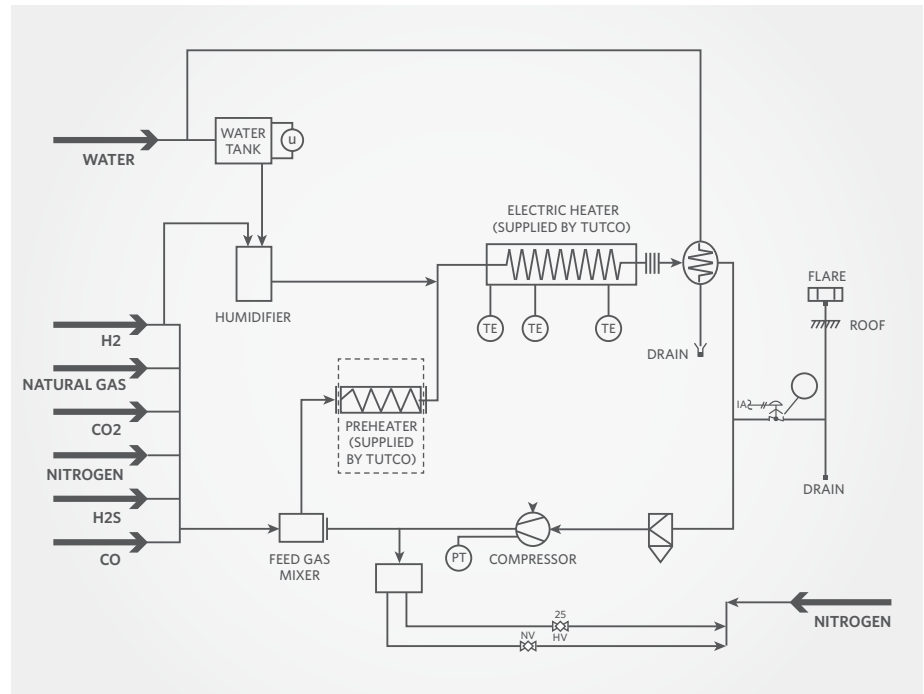 WATER
WATER
TANK
u
ELECTRIC HEATER
(SUPPLIED BY TUTCO)
FLARE
HUMIDIFIER
H2
TE
TE
TE
ROOF
DRAIN
NATURAL GAS
CO2
IA
PREHEATER
(SUPPLIED
BY TUTCO)
NITROGEN
DRAIN
H2S
CO
FEED GAS
MIXER
PT
COMPRESSOR
25
HV
NV
NITROGEN